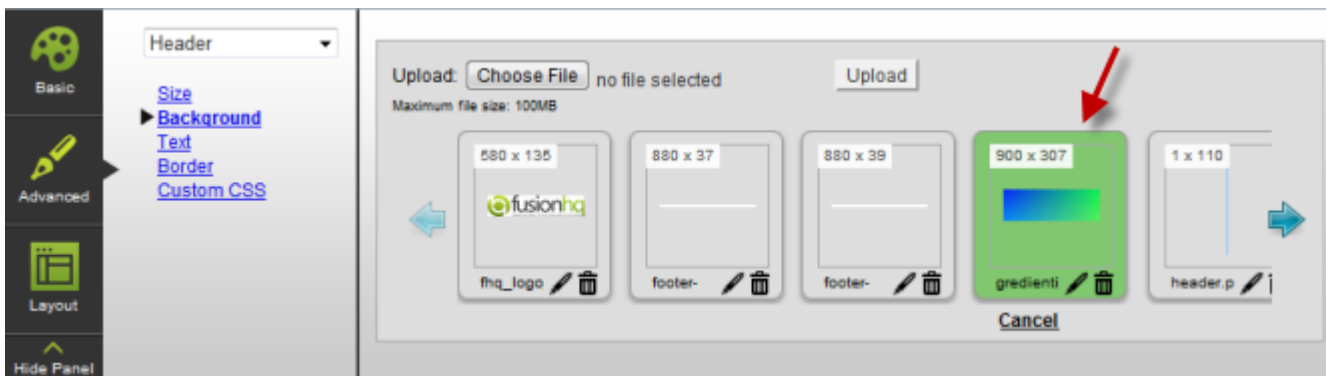 Basic
Advanced
Layout
Hide Panel
Header
Size
Background
Text
Border
Custom CSS
Upload: Choose File no file selected Upload
Maximum file size: 100MB
580 x 135
880 x 37
880 x 39
900 x 307
1 x 110
fusionhq
fhq_logo
footer-
footer-
gredienti
header.p
Cancel